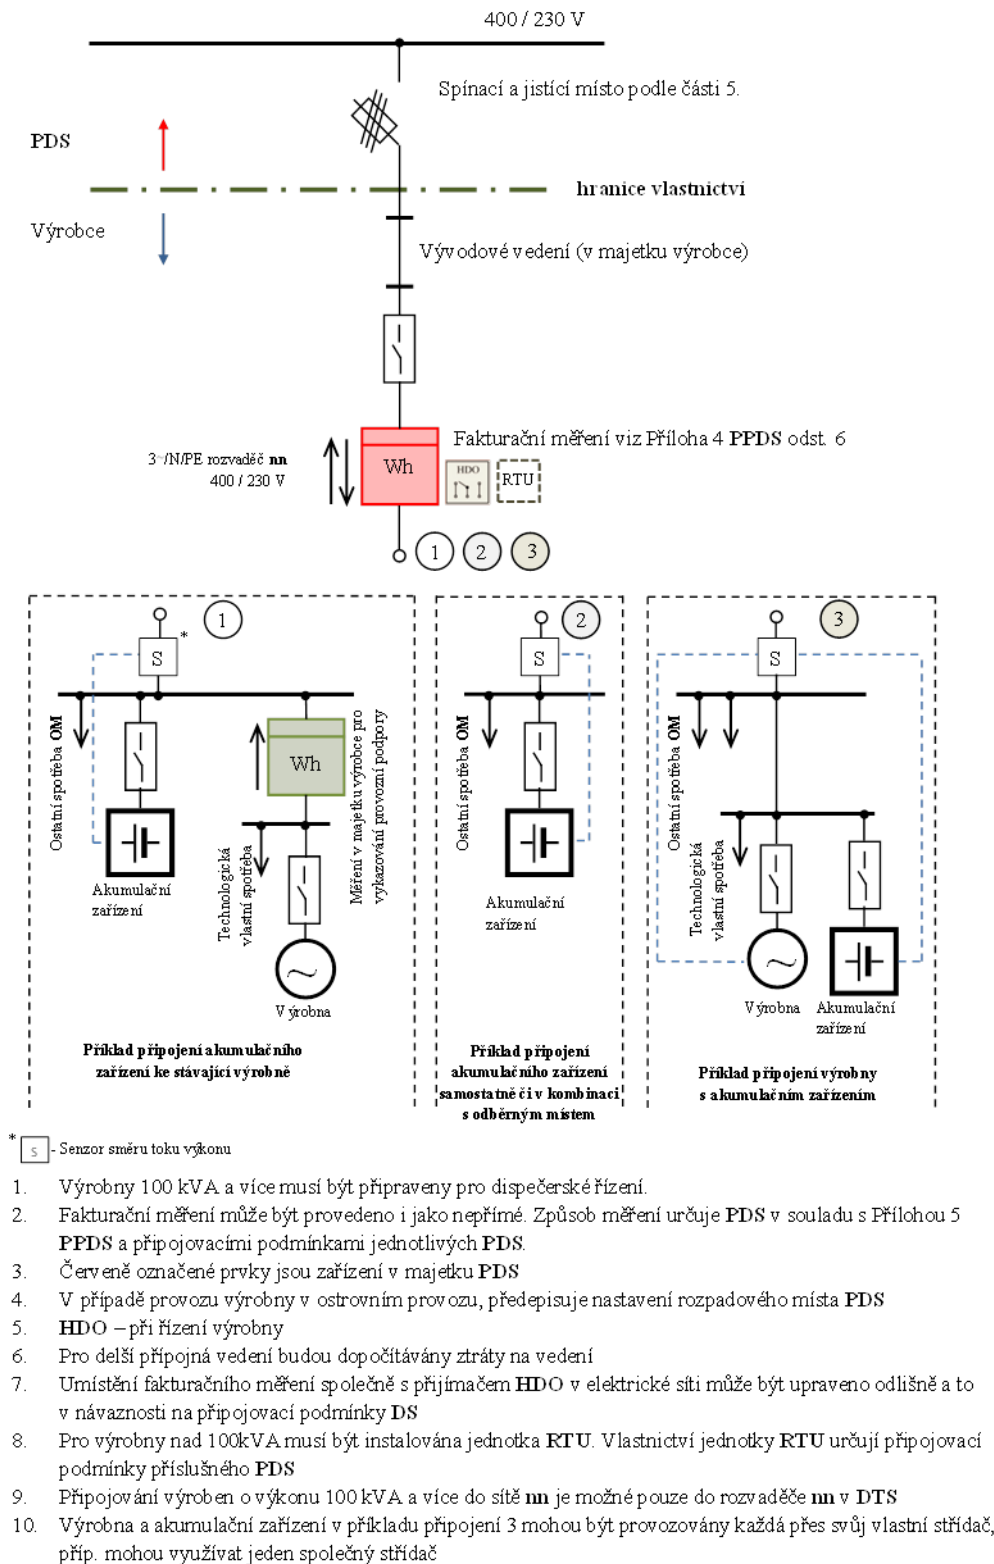 400 / 230 V
Spínací a jistící místo podle části 5.
PDS
hranice vlastnictví
Výrobce
Vývodové vedení (v majetku výrobce)
Fakturační měření viz Příloha 4 PPDS odst. 6
3~/N/PE rozvaděč nn
400 / 230 V
Wh
HDO
RTU
1
2
3
1
S
*
Ostatní spotřeba OM
Wh
Měření v majetku výrobce pro
vykazování provozní podpory
Akumulační
zařízení
Technologická
vlastní spotřeba
Výrobna
Příklad připojení akumulačního
zařízení ke stávající výrobně
2
S
Ostatní spotřeba OM
Akumulační
zařízení
Příklad připojení
akumulačního zařízení
samostatně či v kombinaci
s odběrným místem
3
S
Ostatní spotřeba OM
Technologická
vlastní spotřeba
Výrobna
Akumulační
zařízení
Příklad připojení výrobny
s akumulačním zařízením
* S - Senzor směru toku výkonu
1. Výrobny 100 kVA a více musí být připraveny pro dispečerské řízení.
2. Fakturační měření může být provedeno i jako nepřímé. Způsob měření určuje PDS v souladu s Přílohou 5
PPDS a připojovacími podmínkami jednotlivých PDS.
3. Červeně označené prvky jsou zařízení v majetku PDS
4. V případě provozu výrobny v ostrovním provozu, předepisuje nastavení rozpadového místa PDS
5. HDO – při řízení výrobny
6. Pro delší přípojná vedení budou dopočítávány ztráty na vedení
7. Umístění fakturačního měření společně s přijímačem HDO v elektrické síti může být upraveno odlišně a to
v návaznosti na připojovací podmínky DS
8. Pro výrobny nad 100kVA musí být instalována jednotka RTU. Vlastnictví jednotky RTU určují připojovací
podmínky příslušného PDS
9. Připojování výroben o výkonu 100 kVA a více do sítě nn je možné pouze do rozvaděče nn v DTS
10. Výrobna a akumulační zařízení v příkladu připojení 3 mohou být provozovány každá přes svůj vlastní střídač,
příp. mohou využívat jeden společný střídač